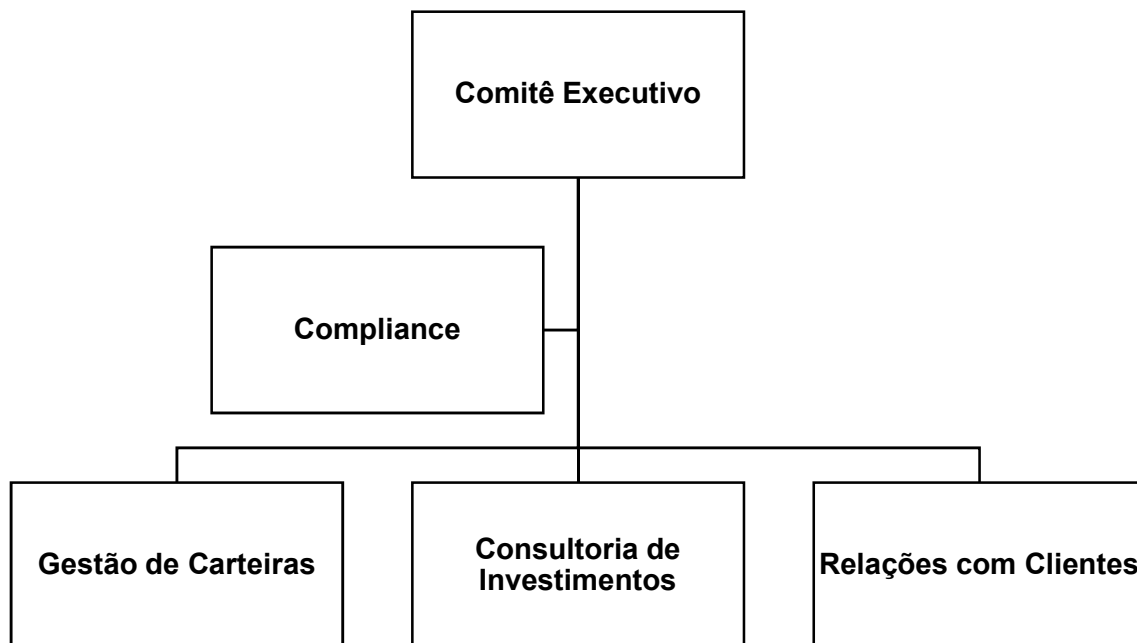 Comitê Executivo
Compliance
Gestão de Carteiras
Consultoria de
Investimentos
Relações com Clientes